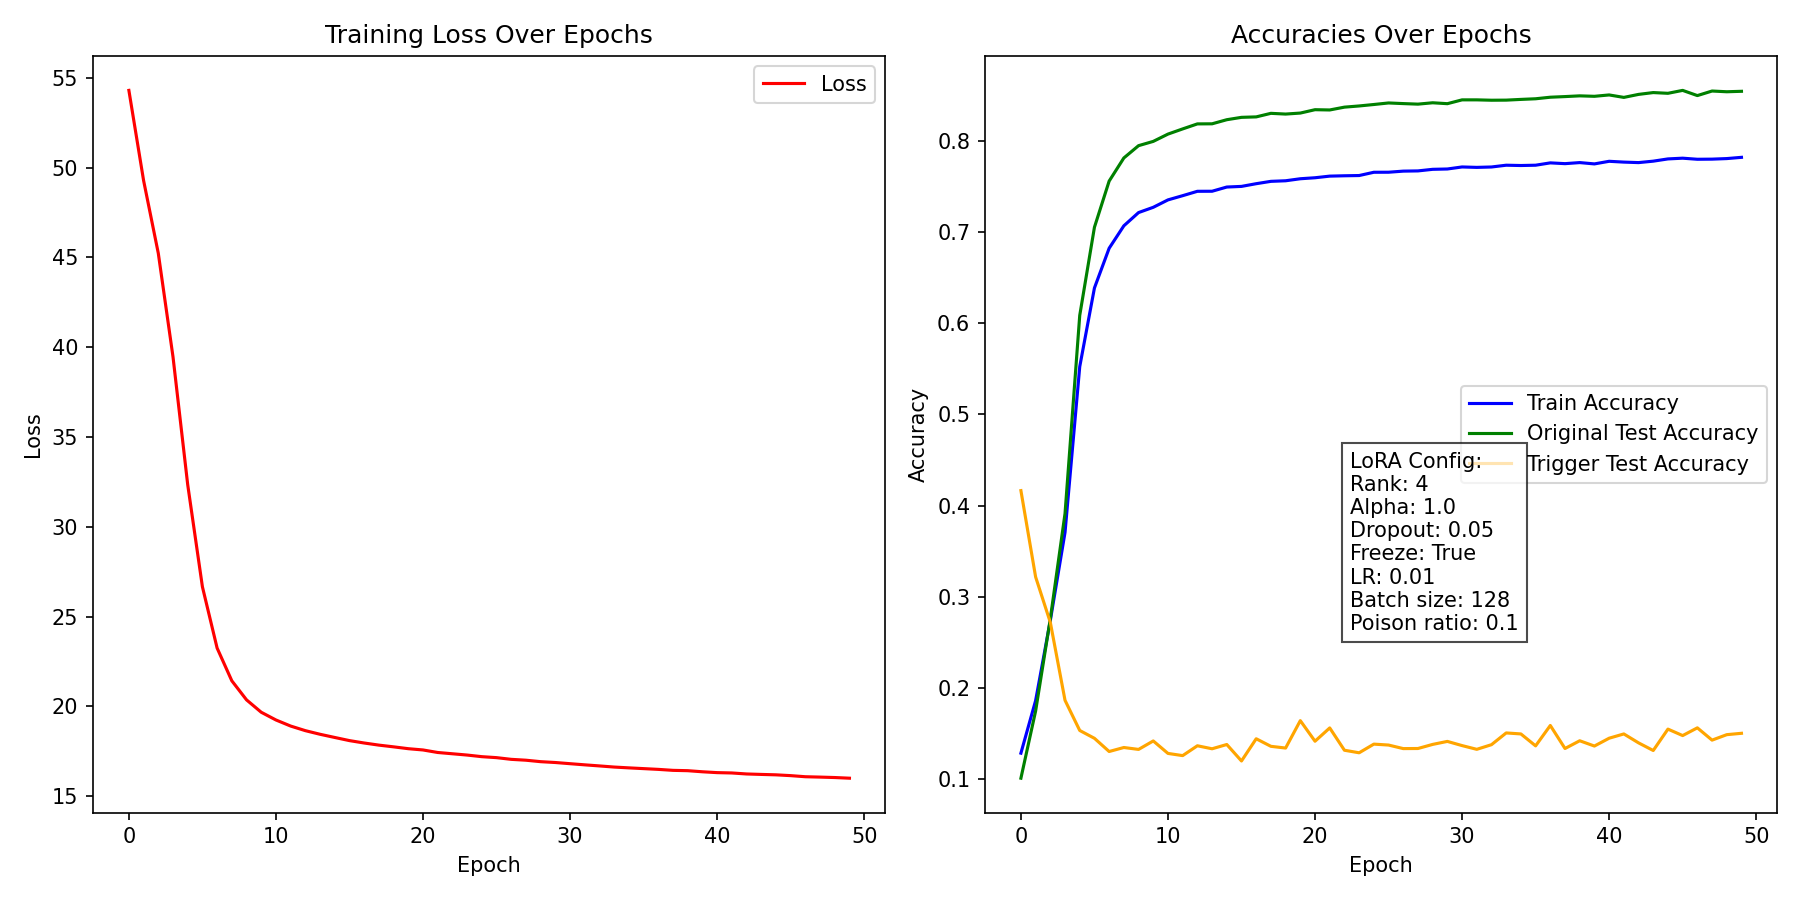 Training Loss Over Epochs
Loss
55
50
45
40
35
30
25
20
15
Loss
0 10 20 30 40 50
Epoch
Accuracies Over Epochs
0.8
0.7
0.6
0.5
0.4
0.3
0.2
0.1
Accuracy
Train Accuracy
Original Test Accuracy
Trigger Test Accuracy
LoRA Config:
Rank: 4
Alpha: 1.0
Dropout: 0.05
Freeze: True
LR: 0.01
Batch size: 128
Poison ratio: 0.1
0 10 20 30 40 50
Epoch